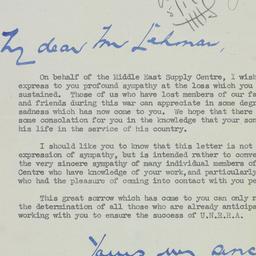 My dear Mr Lehman,
On behalf of the Middle East Supply Centre, I wish
express to you profound sympathy at the loss which you
sustained. Those of us who have lost members of our fa
and friends during this war can appreciate in some degre
sadness which has now come to you. We hope that there
some consolation for you in the knowledge that your son
his life in the service of his country.
I should like you to know that this letter is not
expression of sympathy, but is intended rather to conve
the very sincere sympathy of many individual members of
Centre who have knowledge of your work, and particularly
who had the pleasure of coming into contact with you pe
This great sorrow which has come to you can only r
the determination of all those who are already anticipa
working with you to ensure the success of U.N.R.R.A.
Yours very sinc